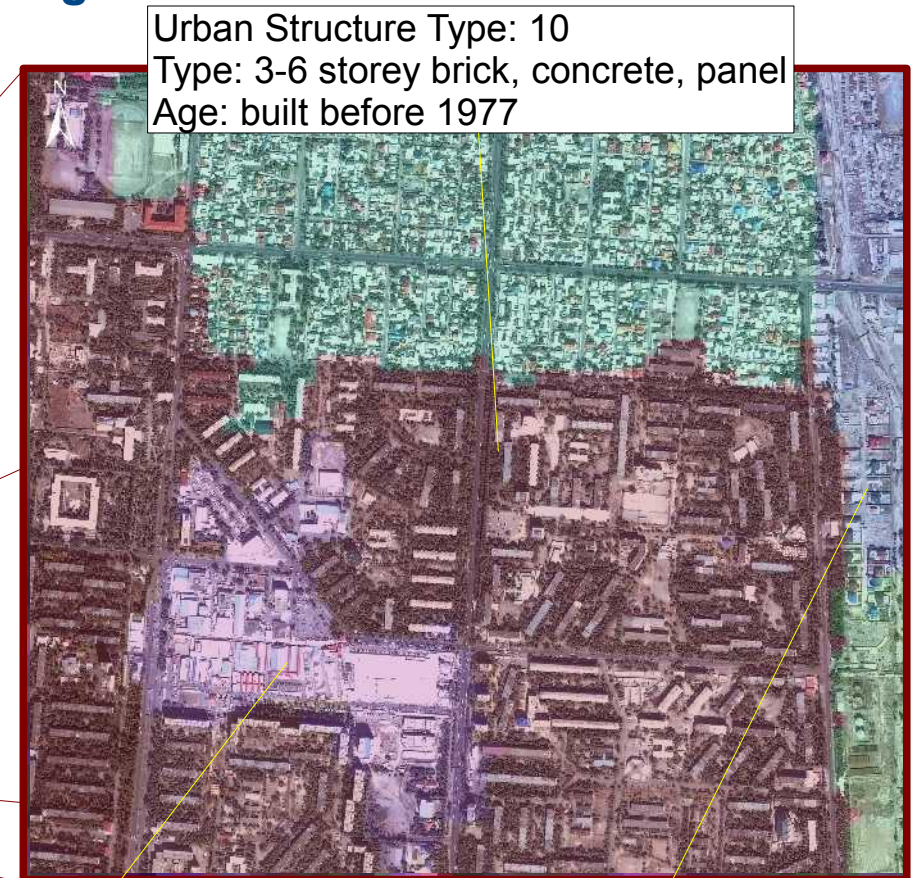 Urban Structure Type: 10
Type: 3-6 storey brick, concrete, panel
Age: built before 1977
N